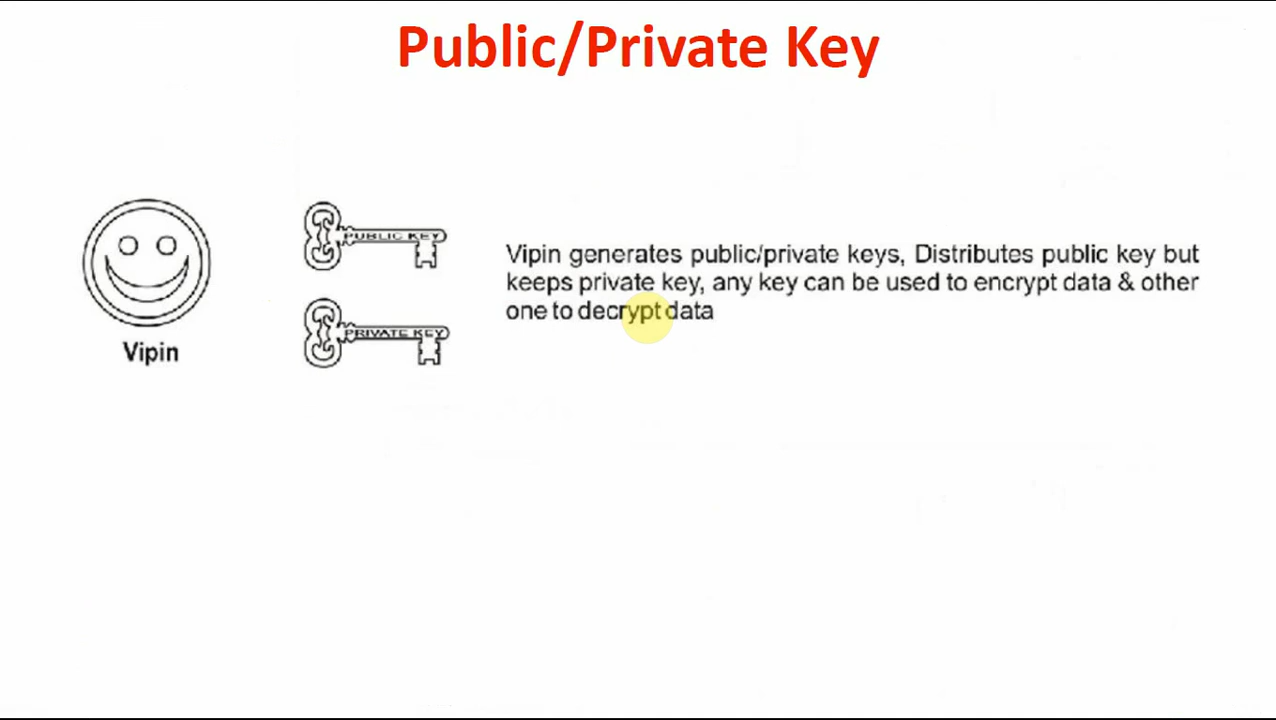 Public/Private Key
PUBLIC KEY
Vipin generates public/private keys, Distributes public key but
keeps private key, any key can be used to encrypt data & other
one to decrypt data
PRIVATE KEY
Vipin